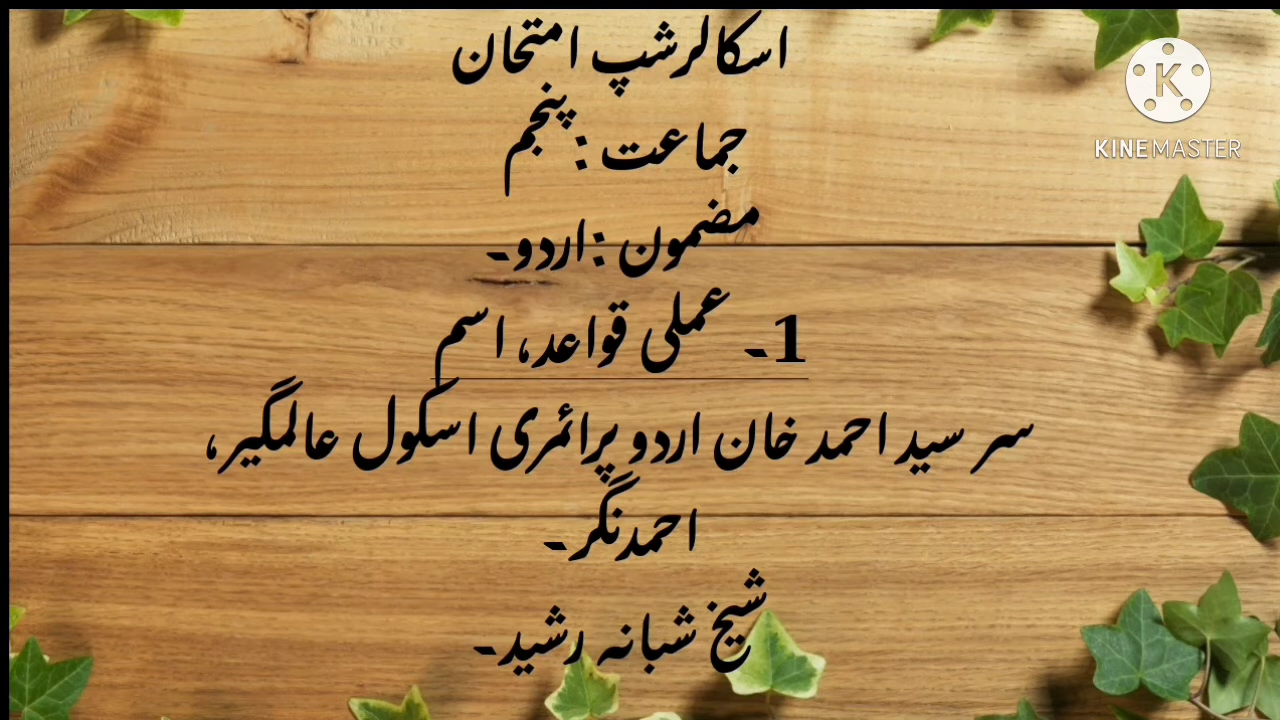 اسکالرشپ امتحان
جماعت :پنجم
مضمون :اردو۔
1۔ عملی قواعد، اسم
سر سید احمد خان اردو پرائمری اسکول عالمگیر،
احمدنگر۔
شیخ شبانہ رشید۔
K
KINEMASTER